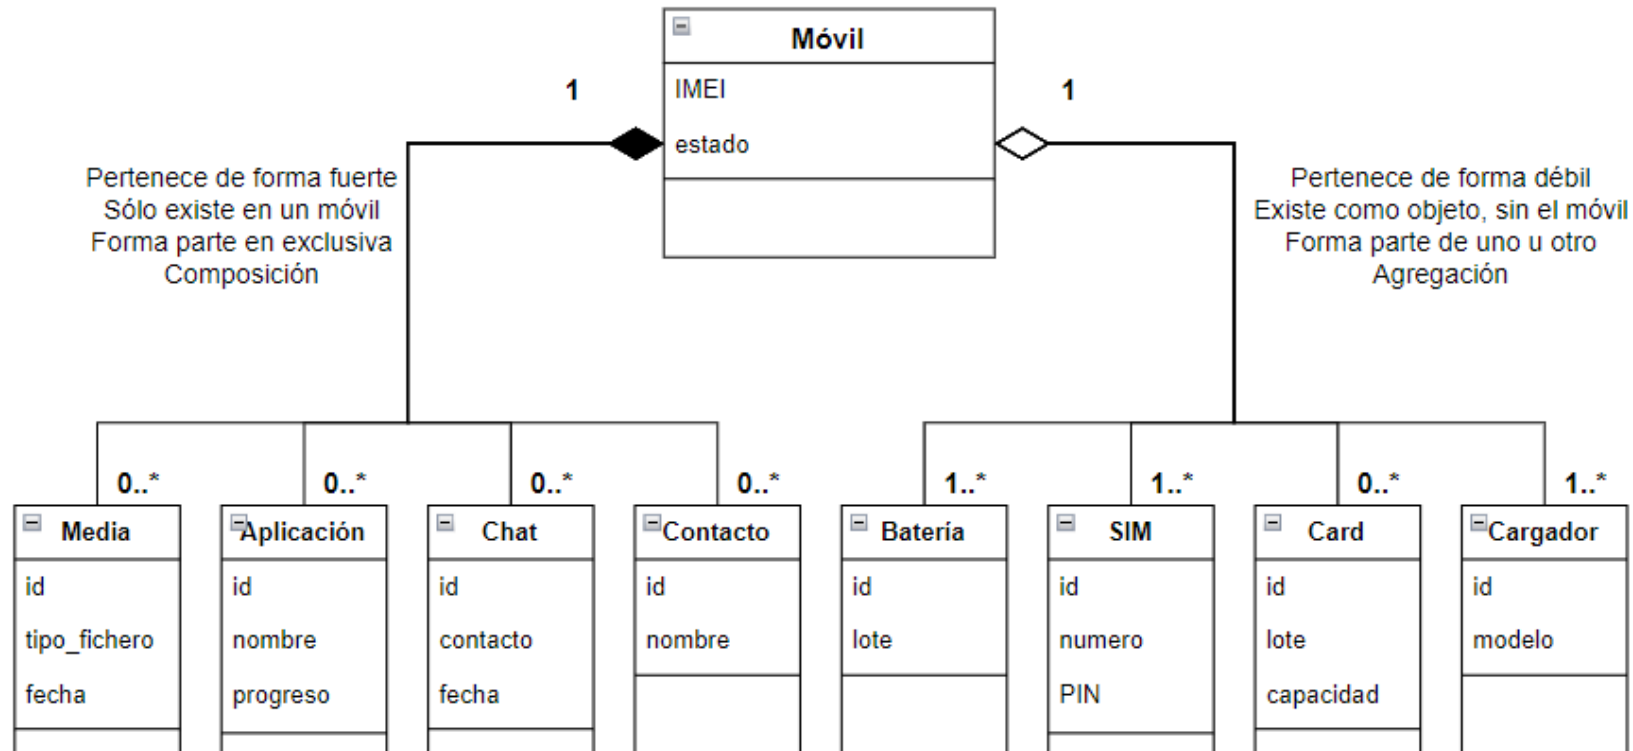 Móvil
IMEI
estado
1
1
Pertenece de forma fuerte
Sólo existe en un móvil
Forma parte en exclusiva
Composición
Pertenece de forma débil
Existe como objeto, sin el móvil
Forma parte de uno u otro
Agregación
0..*
0..*
0..*
0..*
1..*
1..*
0..*
1..*
Media
id
tipo_fichero
fecha
Aplicación
id
nombre
progreso
Chat
id
contacto
fecha
Contacto
id
nombre
Batería
id
lote
SIM
id
numero
PIN
Card
id
lote
capacidad
Cargador
id
modelo